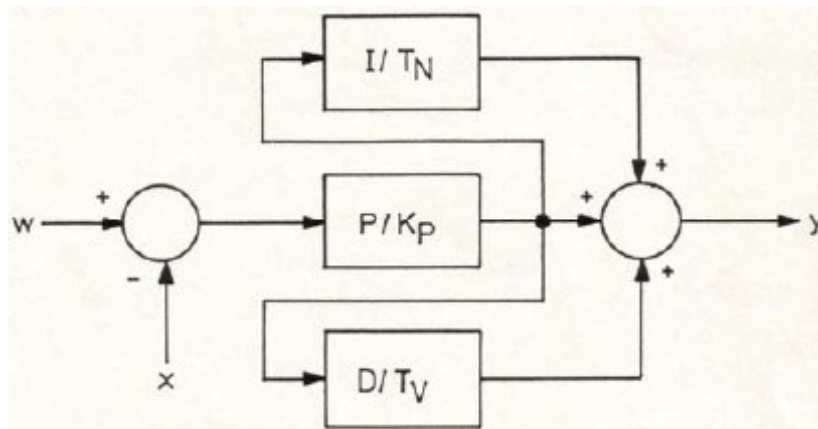 I/TN
+
+
+
w
P/KP
y
-
+
x
D/TV